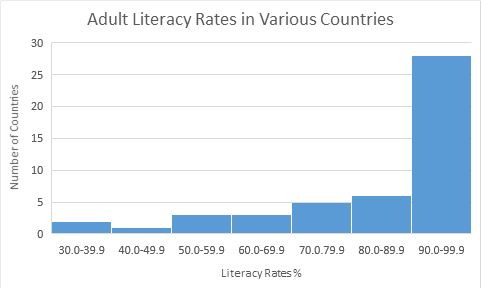 Adult Literacy Rates in Various Countries
Number of Countries
30
25
20
15
10
5
0
30.0-39.9 40.0-49.9 50.0-59.9 60.0-69.9 70.0.79.9 80.0-89.9 90.0-99.9
Literacy Rates %